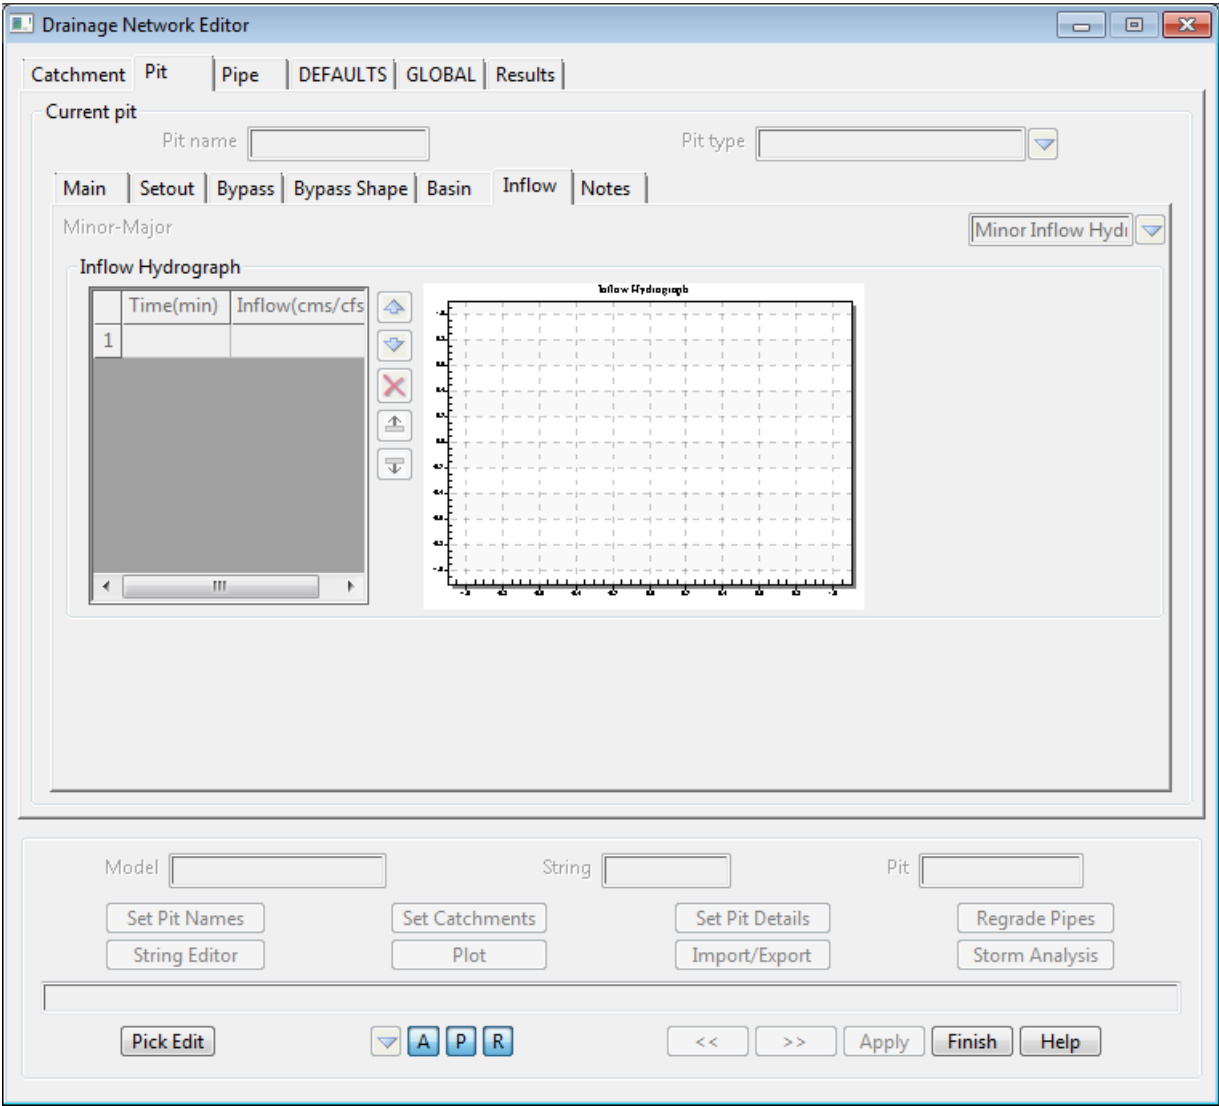 Drainage Network Editor
Catchment Pit Pipe DEFAULTS GLOBAL Results
Current pit
Pit name Pit type
Main Setout Bypass Bypass Shape Basin Inflow Notes
Minor-Major Minor Inflow Hyd
Inflow Hydrograph
Inflow Hydrograph
Time(min) Inflow(cms/cfs
1
Model String Pit
Set Pit Names Set Catchments Set Pit Details Regrade Pipes
String Editor Plot Import/Export Storm Analysis
Pick Edit A P R << >> Apply Finish Help